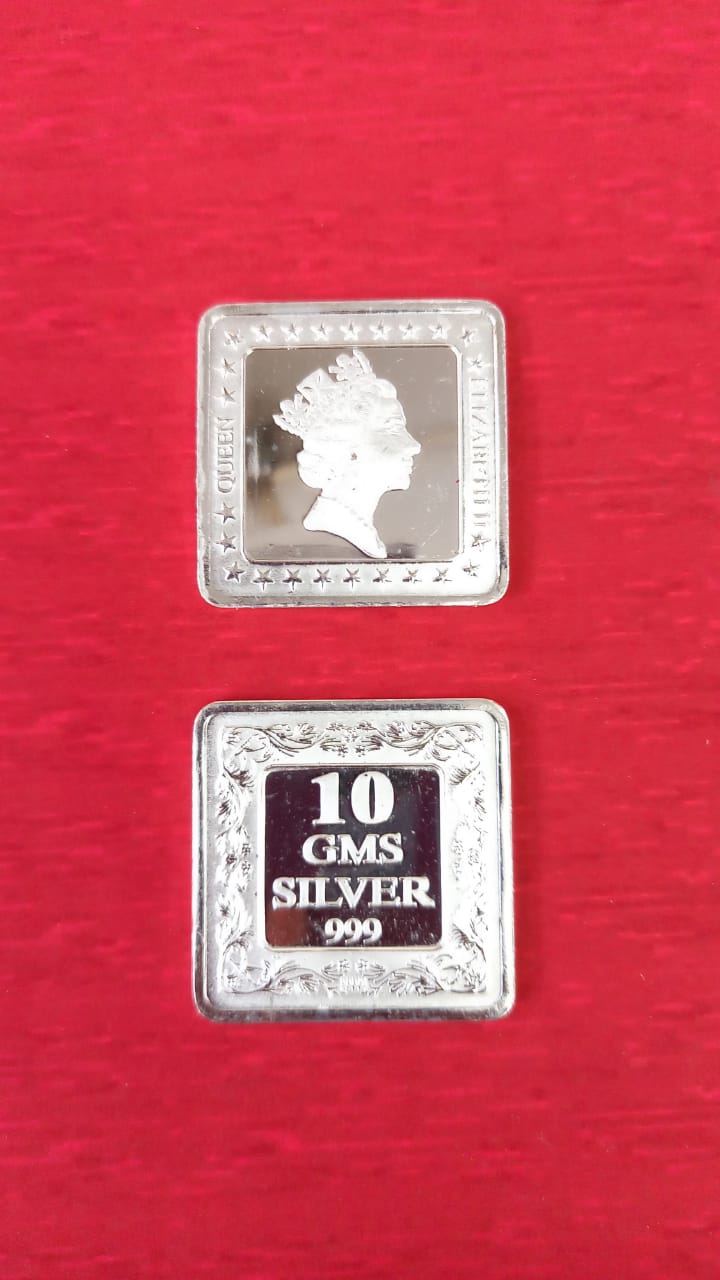 QUEEN
ELIZABETH II
10
GMS
SILVER
999